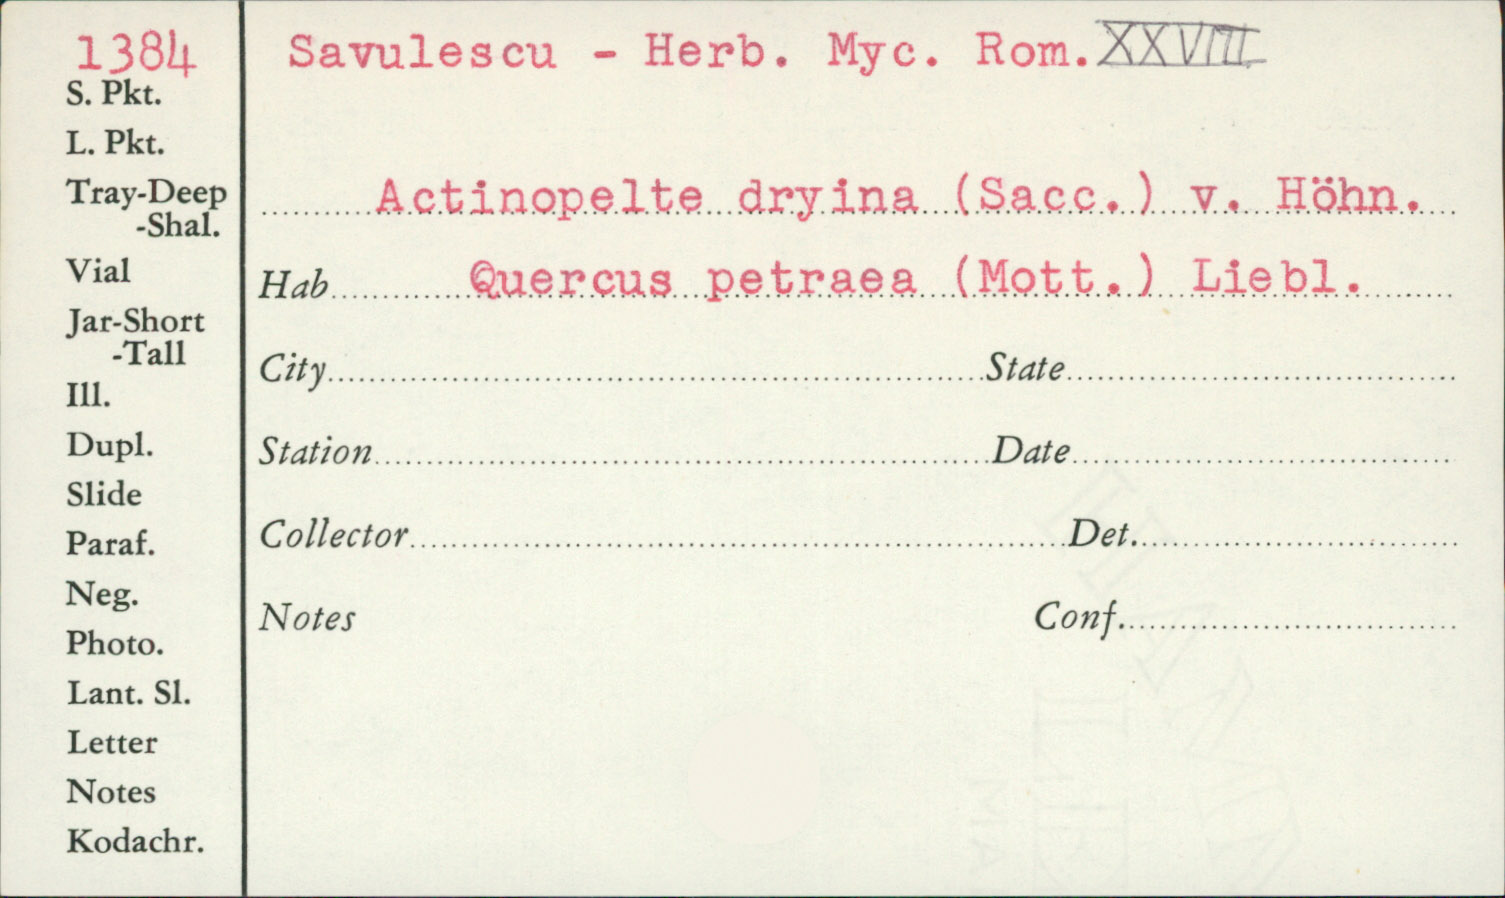 1384
Savulescu - Herb. Myc. Rom. XXVIII
S. Pkt.
L. Pkt.
Tray-Deep
-Shal.
Actinopelte dryina (Sacc.) v. Höhn.
Vial
Hab Quercus petraea (Mott.) Liebl.
Jar-Short
-Tall
City State
Ill.
Dupl.
Station Date
Slide
Paraf.
Collector Det.
Neg.
Notes Conf.
Photo.
Lant. Sl.
Letter
Notes
Kodachr.